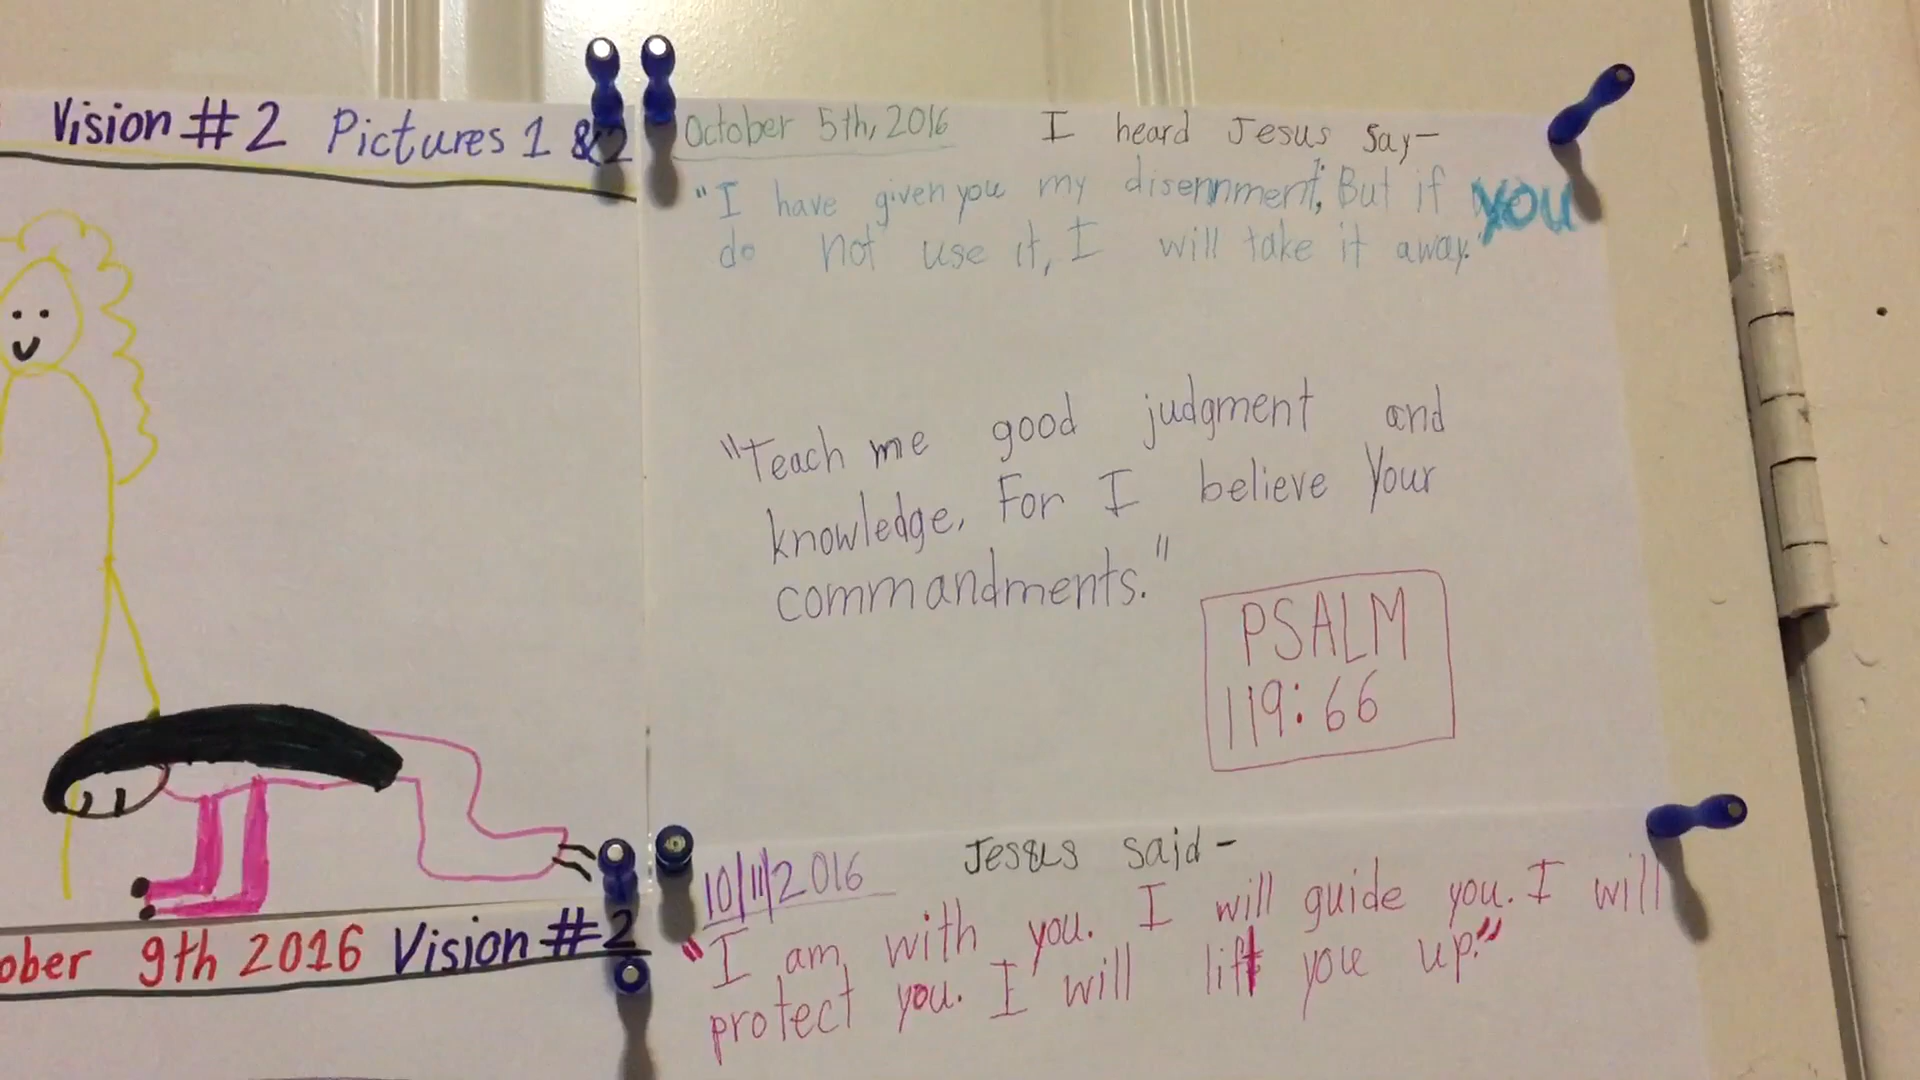 Vision #2 Pictures 1 & 2
October 5th, 2016 I heard Jesus say-
"I have given you my disernment; But if you
do not use it, I will take it away."
"Teach me good judgment and
knowledge, For I believe Your
commandments."
PSALM
119:66
ober 9th 2016 Vision #2
10/11/2016 Jesus said-
"I am with you. I will guide you. I will
protect you. I will lift you up."